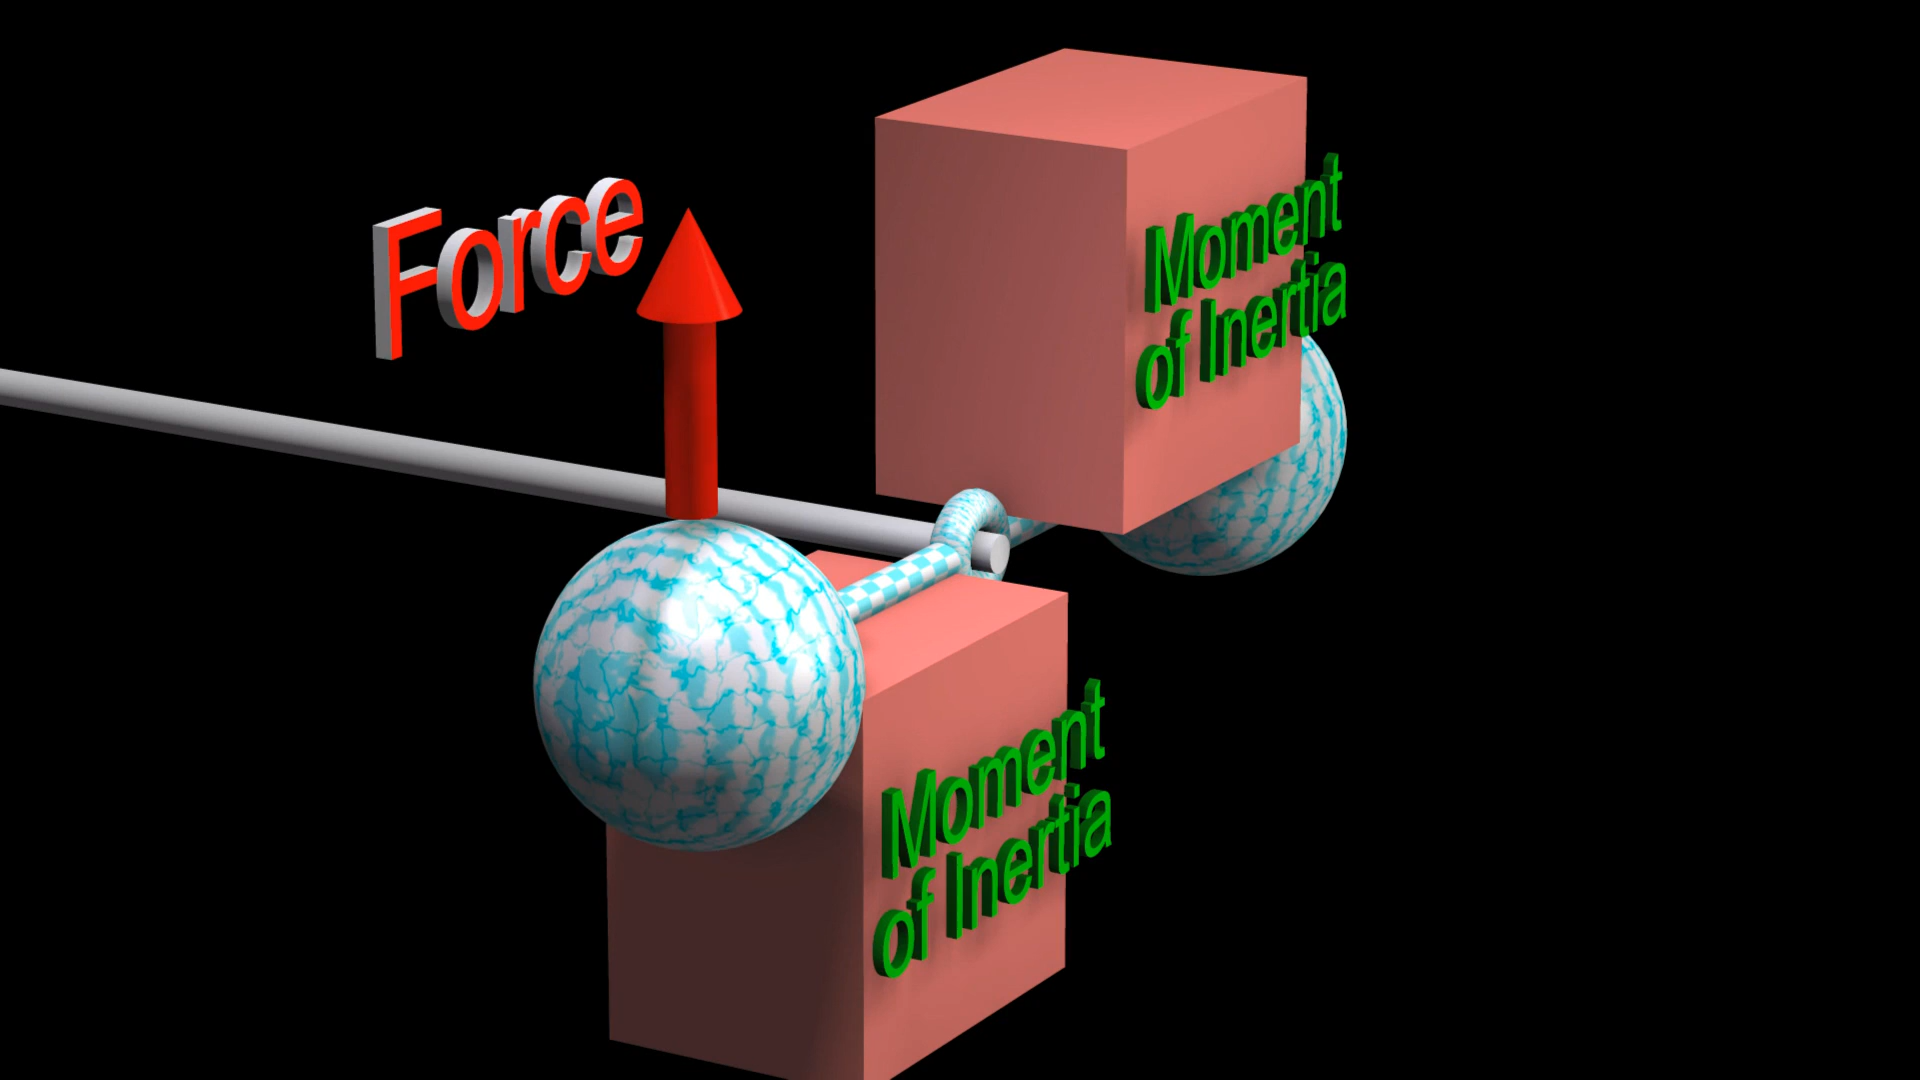 Force
Moment
of Inertia
Moment
of Inertia